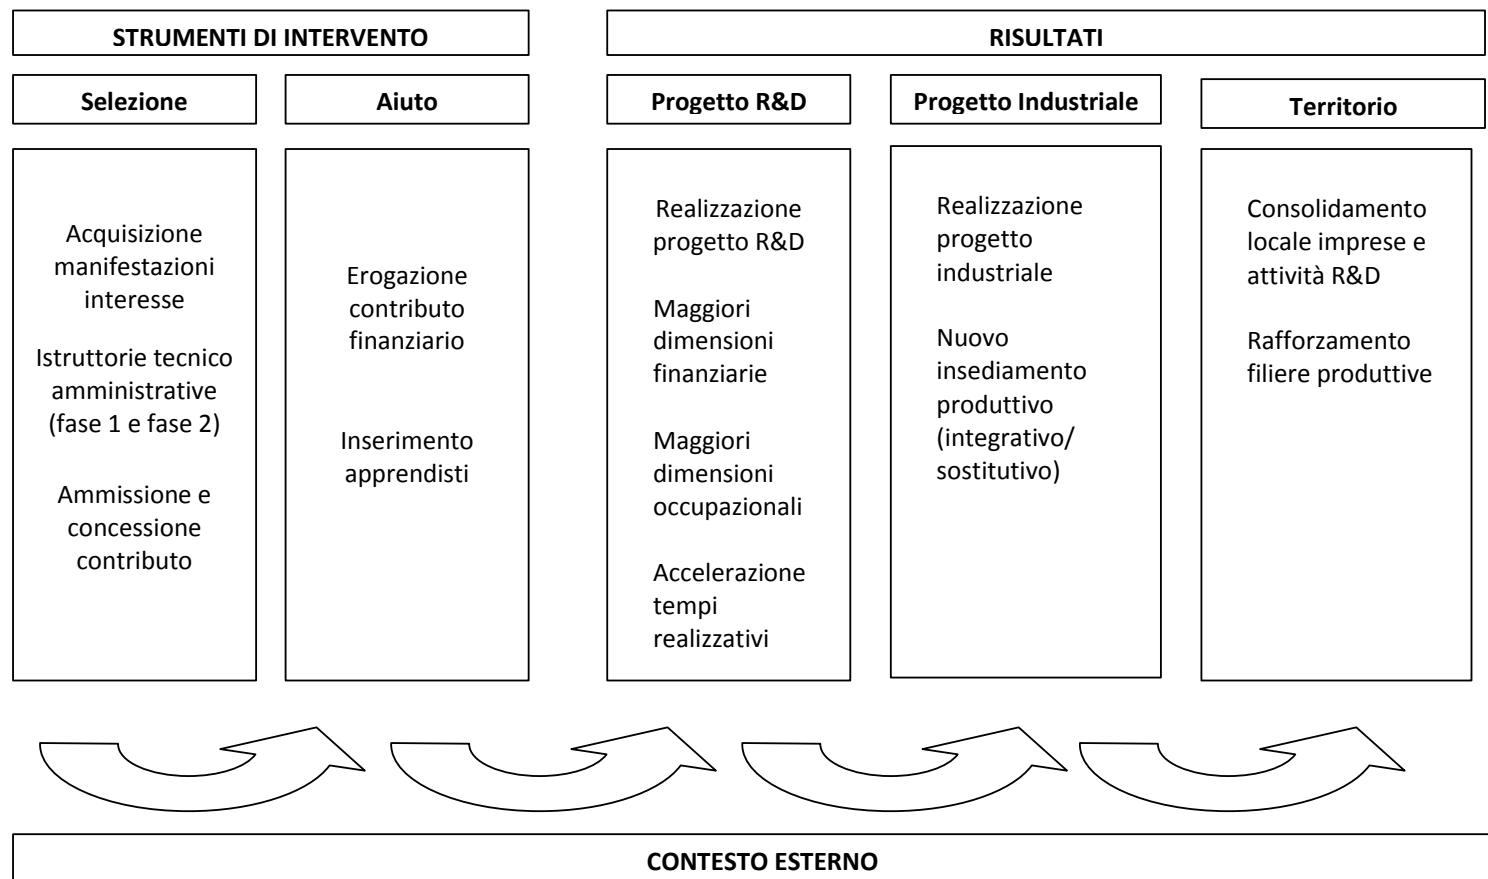 STRUMENTI DI INTERVENTO
RISULTATI
Selezione
Aiuto
Progetto R&D
Progetto Industriale
Territorio
Acquisizione
manifestazioni
interesse
Istruttorie tecnico
amministrative
(fase 1 e fase 2)
Ammissione e
concessione
contributo
Erogazione
contributo
finanziario
Inserimento
apprendisti
Realizzazione
progetto R&D
Maggiori
dimensioni
finanziarie
Maggiori
dimensioni
occupazionali
Accelerazione
tempi
realizzativi
Realizzazione
progetto
industriale
Nuovo
insediamento
produttivo
(integrativo/
sostitutivo)
Consolidamento
locale imprese e
attività R&D
Rafforzamento
filiere produttive
CONTESTO ESTERNO